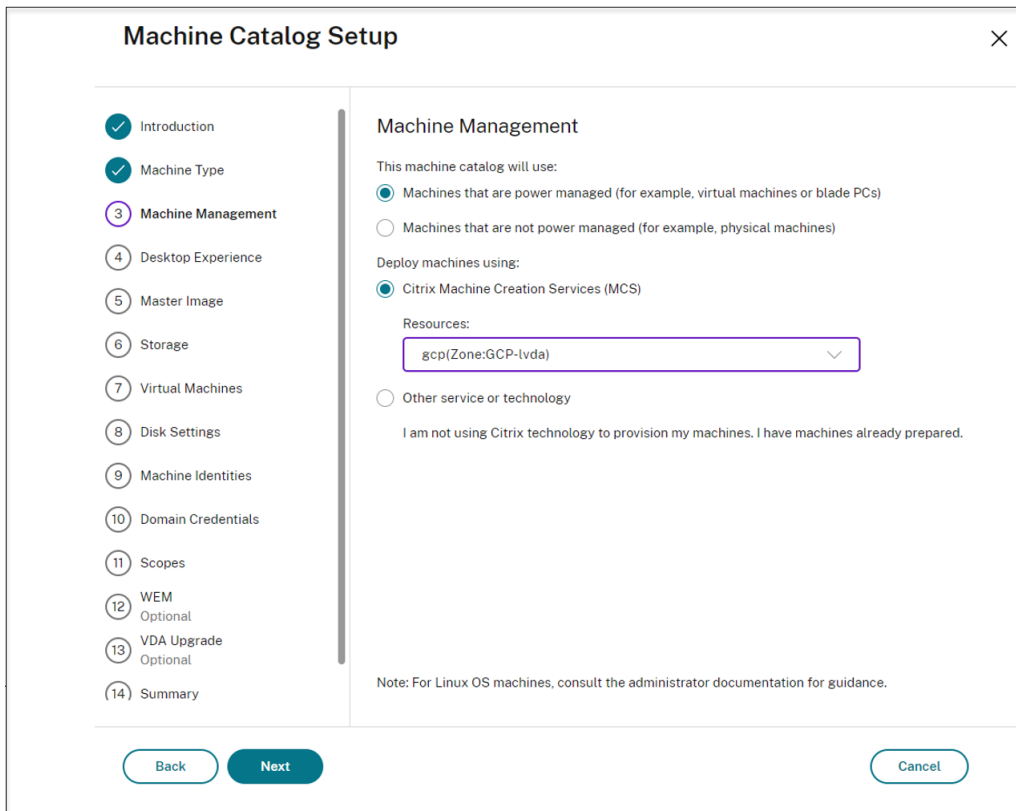 Machine Catalog Setup
Introduction
Machine Type
3 Machine Management
4 Desktop Experience
5 Master Image
6 Storage
7 Virtual Machines
8 Disk Settings
9 Machine Identities
10 Domain Credentials
11 Scopes
12 WEM
Optional
13 VDA Upgrade
Optional
14 Summary
Machine Management
This machine catalog will use:
Machines that are power managed (for example, virtual machines or blade PCs)
Machines that are not power managed (for example, physical machines)
Deploy machines using:
Citrix Machine Creation Services (MCS)
Resources:
gcp(Zone:GCP-lvda)
Other service or technology
I am not using Citrix technology to provision my machines. I have machines already prepared.
Note: For Linux OS machines, consult the administrator documentation for guidance.
Back
Next
Cancel